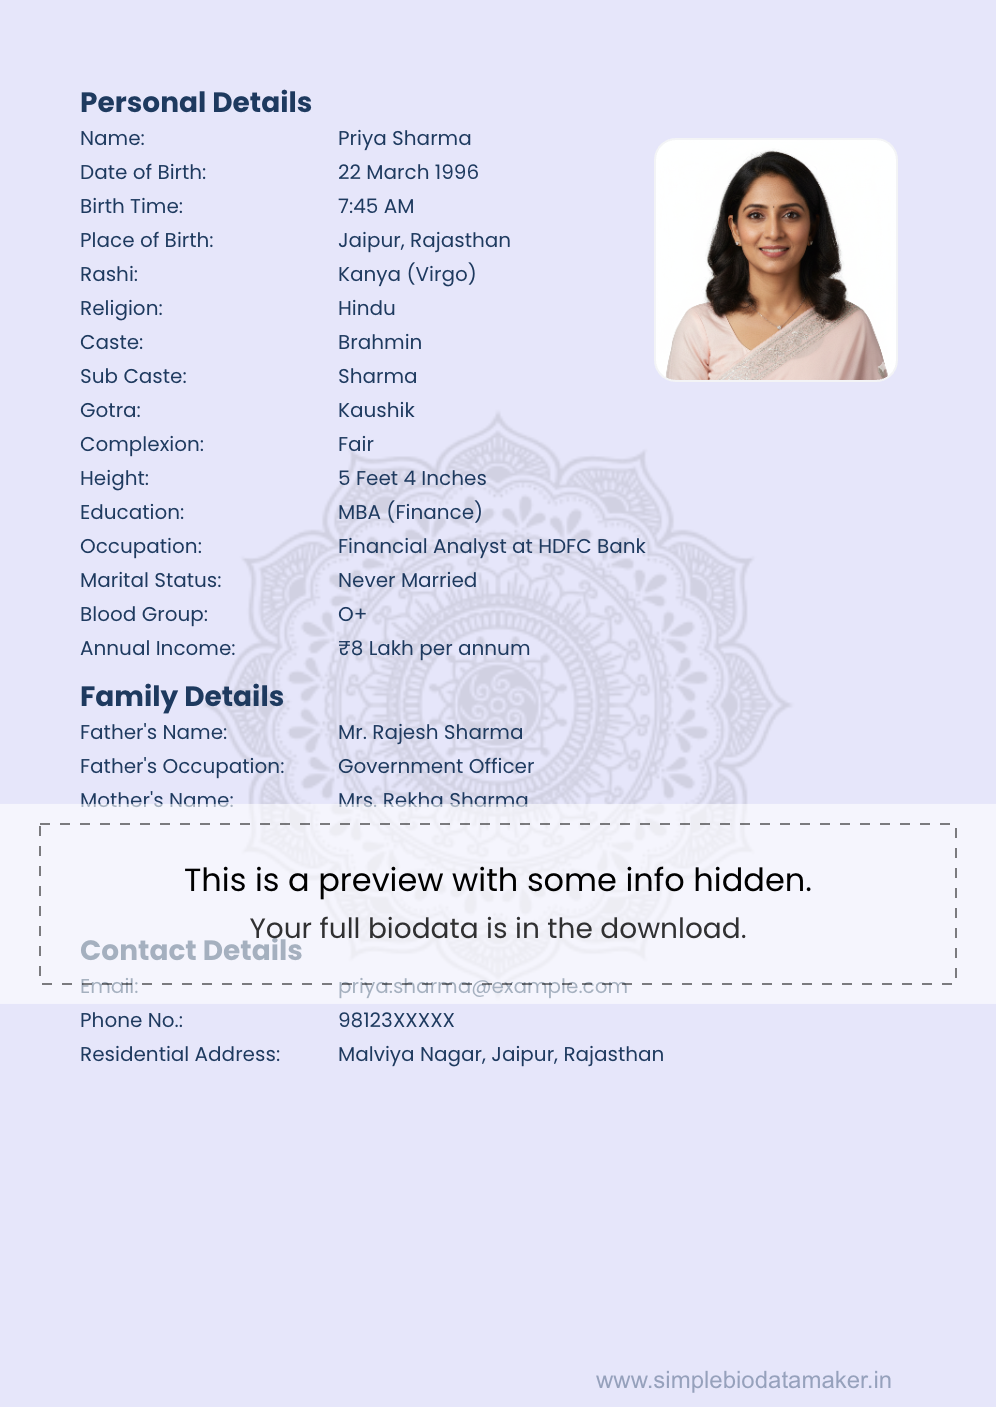 Personal Details
Name: Priya Sharma
Date of Birth: 22 March 1996
Birth Time: 7:45 AM
Place of Birth: Jaipur, Rajasthan
Rashi: Kanya (Virgo)
Religion: Hindu
Caste: Brahmin
Sub Caste: Sharma
Gotra: Kaushik
Complexion: Fair
Height: 5 Feet 4 Inches
Education: MBA (Finance)
Occupation: Financial Analyst at HDFC Bank
Marital Status: Never Married
Blood Group: O+
Annual Income: ₹8 Lakh per annum
Family Details
Father's Name: Mr. Rajesh Sharma
Father's Occupation: Government Officer
Mother's Name: Mrs. Rekha Sharma
This is a preview with some info hidden.
Your full biodata is in the download.
Contact Details
Email: priya.sharma@example.com
Phone No.: 98123XXXXX
Residential Address: Malviya Nagar, Jaipur, Rajasthan
www.simplebiodatamaker.in